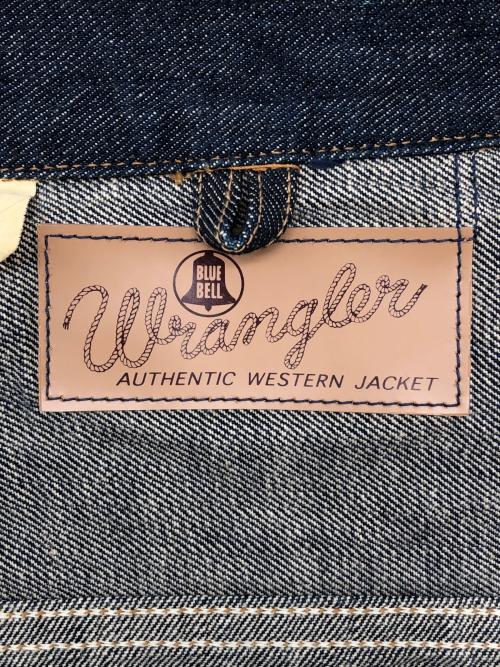 BLUE
BELL
Wrangler
AUTHENTIC WESTERN JACKET